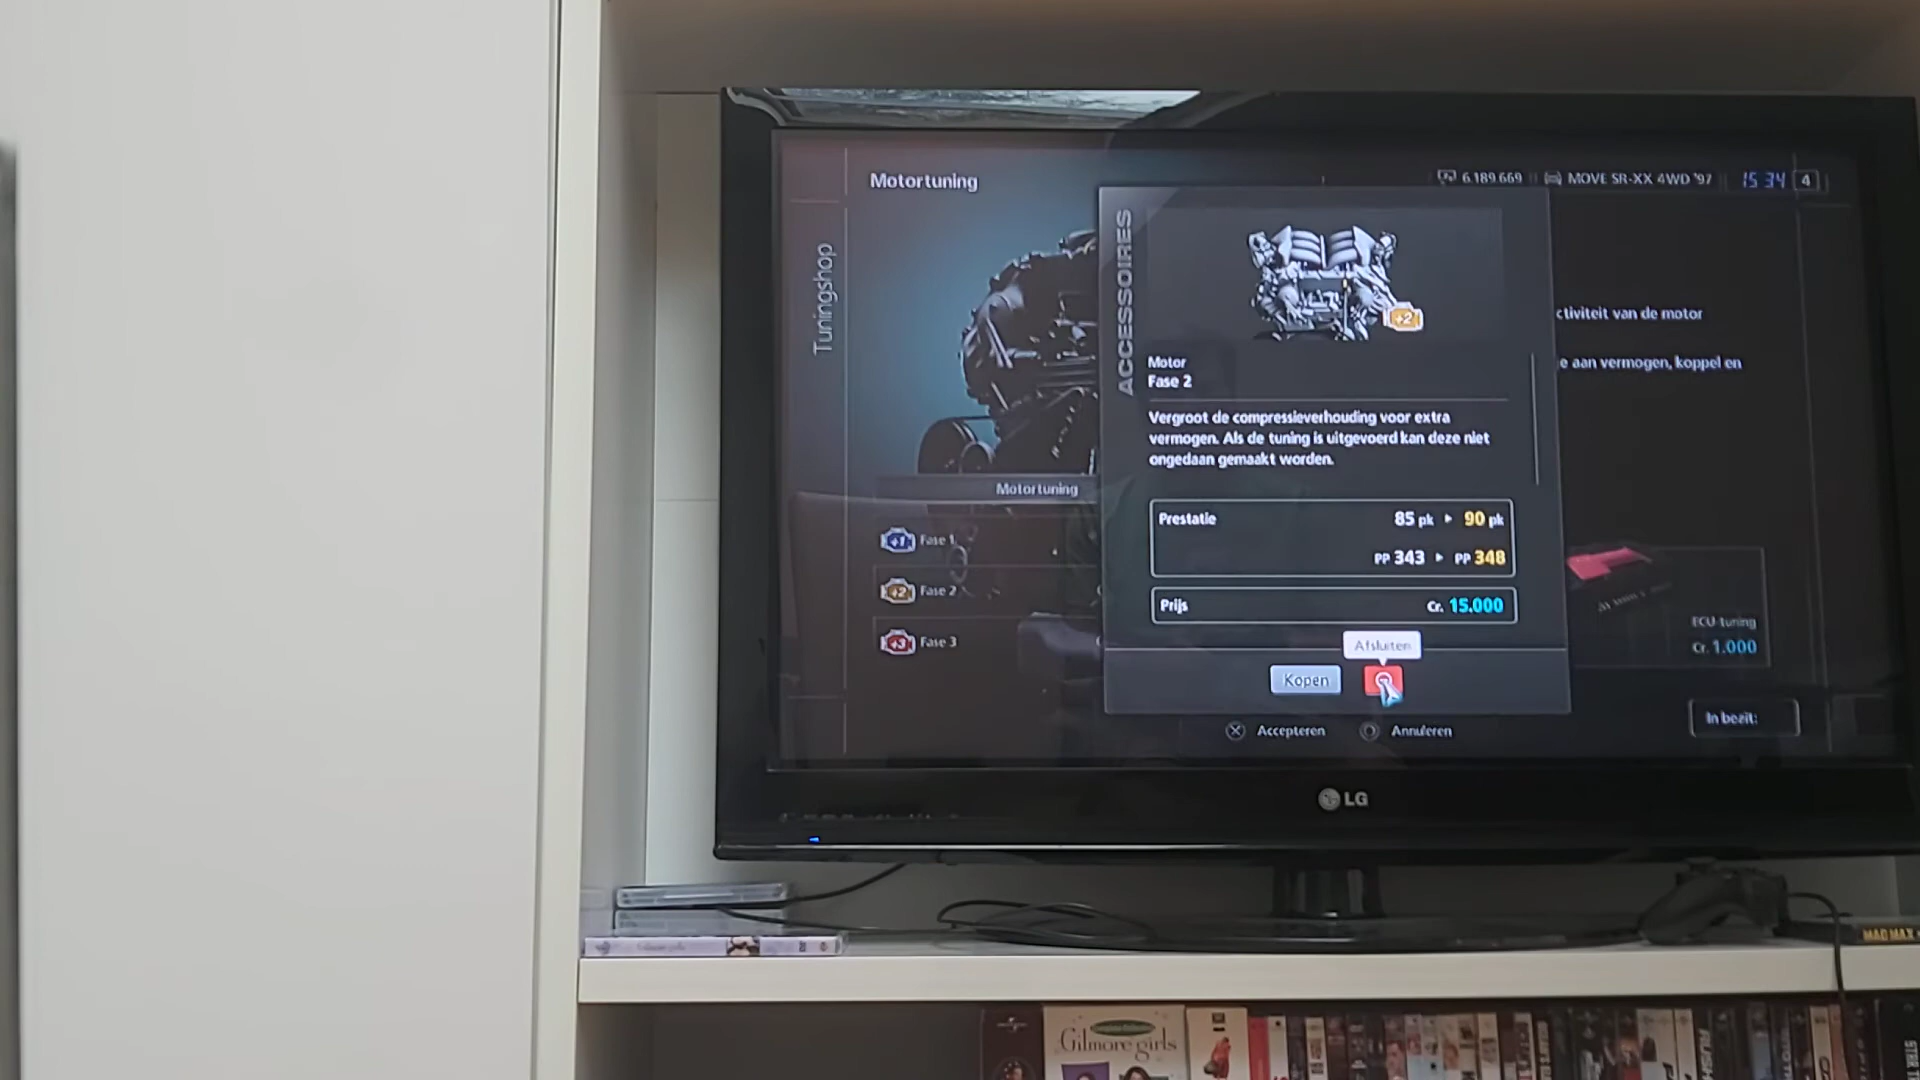 Motortuning
6.189.669
MOVE SR-XX 4WD '97
15 34
4
Tuningshop
ACCESSOIRES
+2
Motor
Fase 2
Vergroot de compressieverhouding voor extra
vermogen. Als de tuning is uitgevoerd kan deze niet
ongedaan gemaakt worden.
Prestatie 85 pk 90 pk
PP 343 PP 348
Prijs Cr. 15.000
Afsluiten
Kopen
Accepteren Annuleren
ctiviteit van de motor
e aan vermogen, koppel en
Motortuning
+1 Fase 1
+2 Fase 2
+3 Fase 3
ECU-tuning
Cr. 1.000
In bezit:
LG
MAD MAX
Gilmore girls